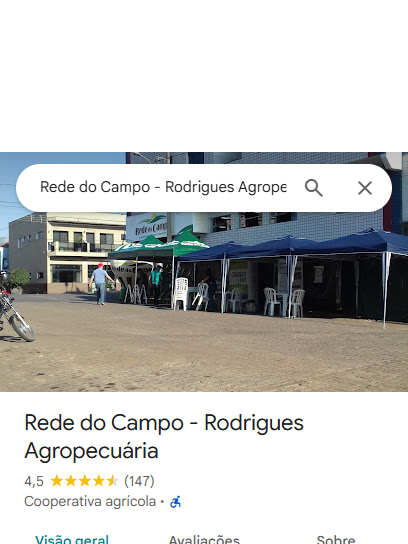 Rede do Campo - Rodrigues Agrope
Rede do Camp
Rede do Campo - Rodrigues
Agropecuária
4,5 (147)
Cooperativa agrícola ·
Visão geral Avaliações Sobre